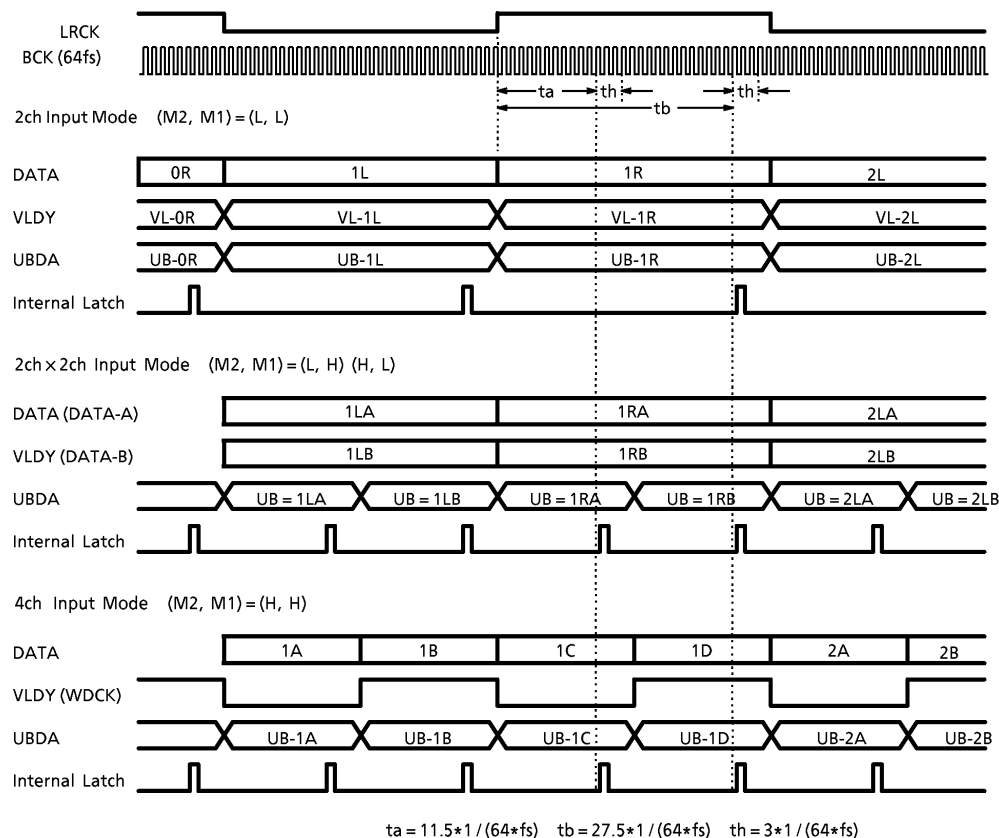 LRCK
BCK (64fs)
ta th th
tb
2ch Input Mode (M2, M1) = (L, L)
DATA 0R 1L 1R 2L
VLDY VL-0R VL-1L VL-1R VL-2L
UBDA UB-0R UB-1L UB-1R UB-2L
Internal Latch
2ch × 2ch Input Mode (M2, M1) = (L, H) (H, L)
DATA (DATA-A) 1LA 1RA 2LA
VLDY (DATA-B) 1LB 1RB 2LB
UBDA UB = 1LA UB = 1LB UB = 1RA UB = 1RB UB = 2LA UB = 2LB
Internal Latch
4ch Input Mode (M2, M1) = (H, H)
DATA 1A 1B 1C 1D 2A 2B
VLDY (WDCK)
UBDA UB-1A UB-1B UB-1C UB-1D UB-2A UB-2B
Internal Latch
ta = 11.5*1 / (64*fs) tb = 27.5*1 / (64*fs) th = 3*1 / (64*fs)